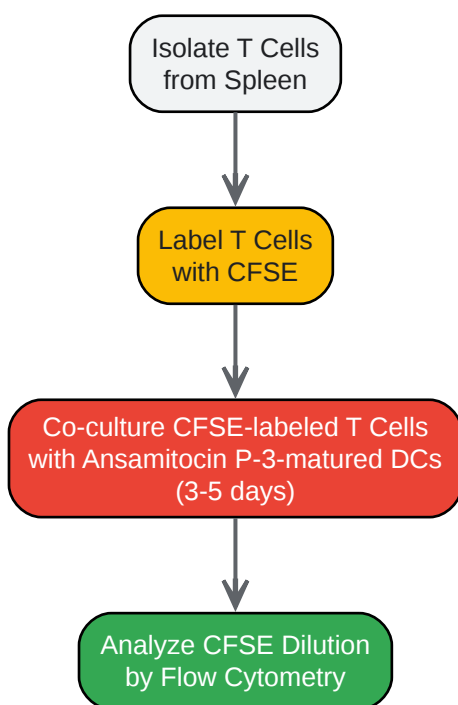 Isolate T Cells
from Spleen
Label T Cells
with CFSE
Co-culture CFSE-labeled T Cells
with Ansamitocin P-3-matured DCs
(3-5 days)
Analyze CFSE Dilution
by Flow Cytometry